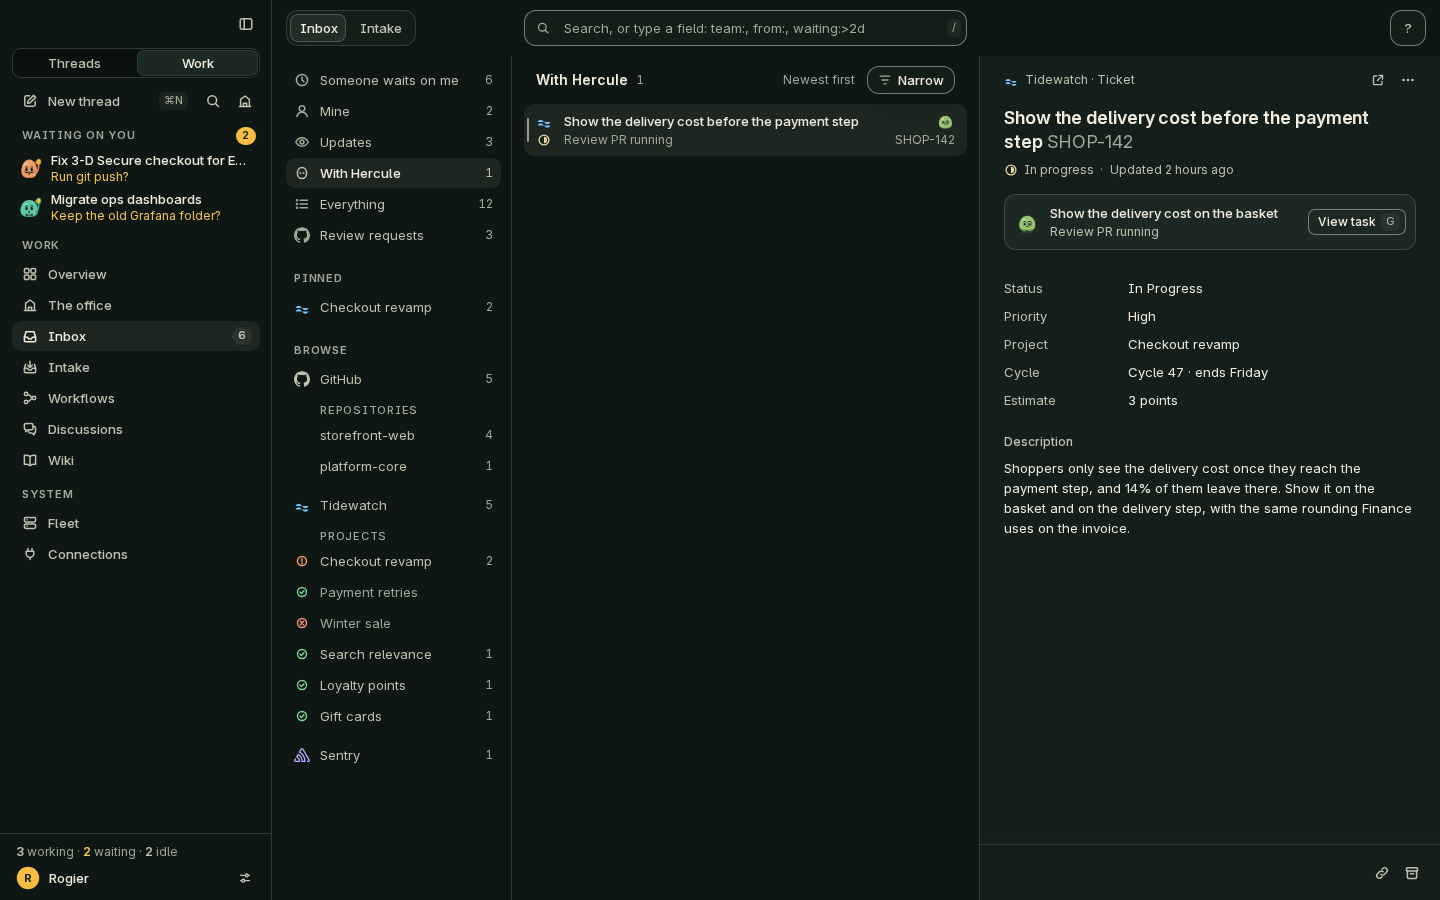 Threads
Work
New thread
⌘N
WAITING ON YOU
2
Fix 3-D Secure checkout for E...
Run git push?
Migrate ops dashboards
Keep the old Grafana folder?
WORK
Overview
The office
Inbox
6
Intake
Workflows
Discussions
Wiki
SYSTEM
Fleet
Connections
3 working · 2 waiting · 2 idle
R
Rogier
Inbox
Intake
Someone waits on me
6
Mine
2
Updates
3
With Hercule
1
Everything
12
Review requests
3
PINNED
Checkout revamp
2
BROWSE
GitHub
5
REPOSITORIES
storefront-web
4
platform-core
1
Tidewatch
5
PROJECTS
Checkout revamp
2
Payment retries
Winter sale
Search relevance
1
Loyalty points
1
Gift cards
1
Sentry
1
Search, or type a field: team:, from:, waiting:>2d
/
?
With Hercule 1
Newest first
Narrow
Show the delivery cost before the payment step
Review PR running
SHOP-142
Tidewatch · Ticket
Show the delivery cost before the payment
step SHOP-142
In progress · Updated 2 hours ago
Show the delivery cost on the basket
Review PR running
View task G
Status
In Progress
Priority
High
Project
Checkout revamp
Cycle
Cycle 47 · ends Friday
Estimate
3 points
Description
Shoppers only see the delivery cost once they reach the
payment step, and 14% of them leave there. Show it on the
basket and on the delivery step, with the same rounding Finance
uses on the invoice.